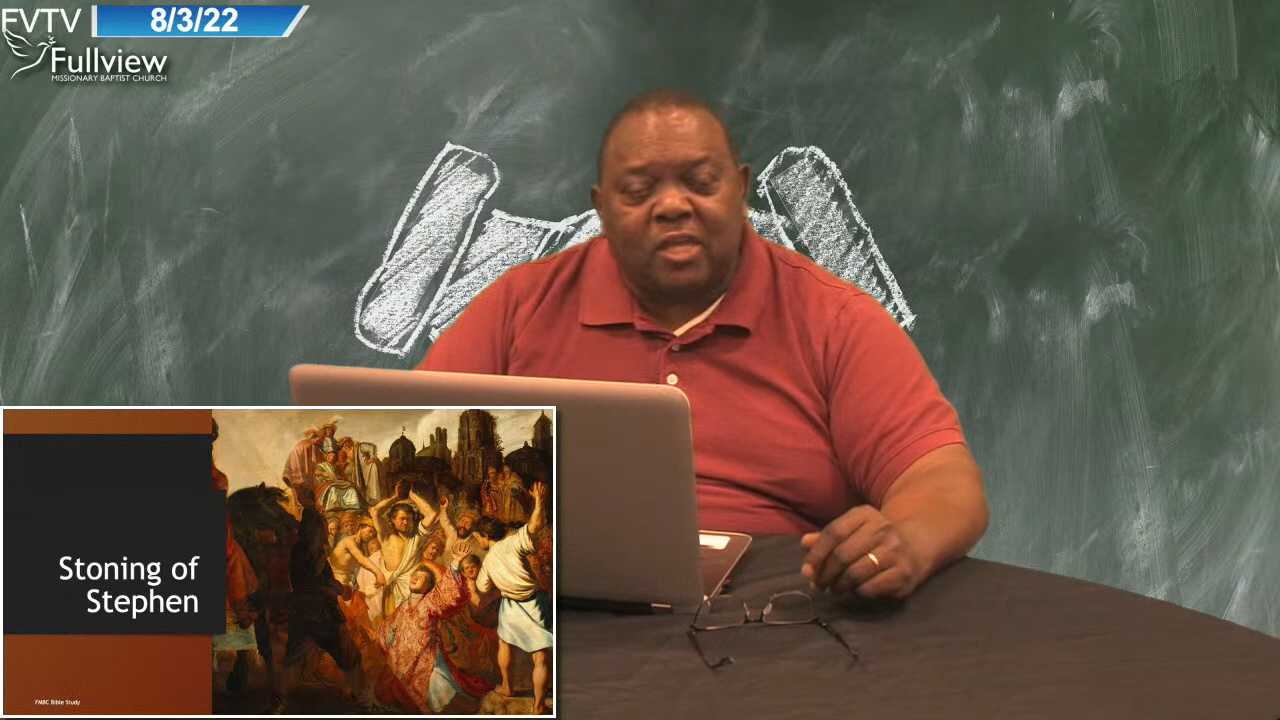 FVTV
8/3/22
Fullview
MISSIONARY BAPTIST CHURCH
Stoning of
Stephen
FMBC Bible Study